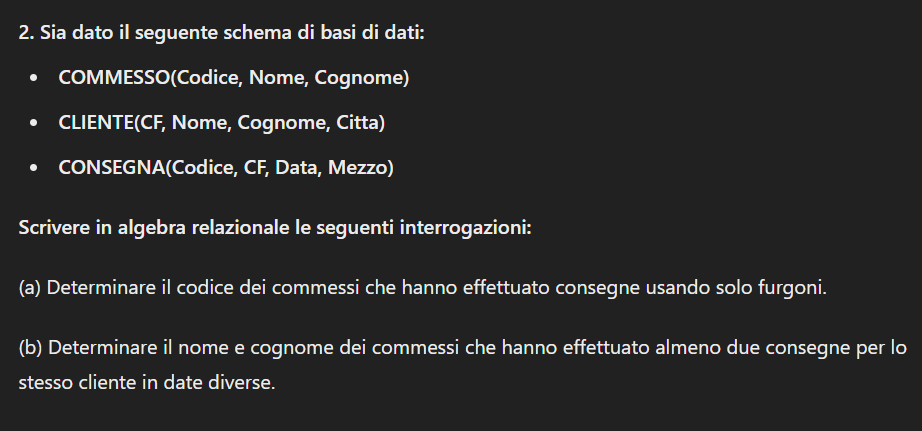 2. Sia dato il seguente schema di basi di dati:
• COMMESSO(Codice, Nome, Cognome)
• CLIENTE(CF, Nome, Cognome, Citta)
• CONSEGNA(Codice, CF, Data, Mezzo)
Scrivere in algebra relazionale le seguenti interrogazioni:
(a) Determinare il codice dei commessi che hanno effettuato consegne usando solo furgoni.
(b) Determinare il nome e cognome dei commessi che hanno effettuato almeno due consegne per lo
stesso cliente in date diverse.